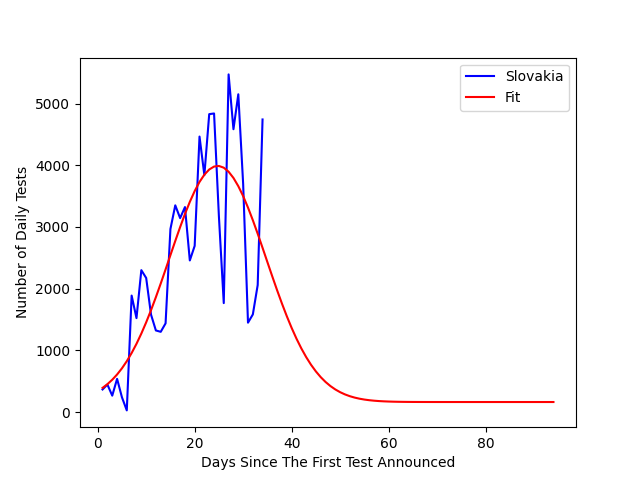 Slovakia
Fit
Number of Daily Tests
5000
4000
3000
2000
1000
0
0 20 40 60 80
Days Since The First Test Announced